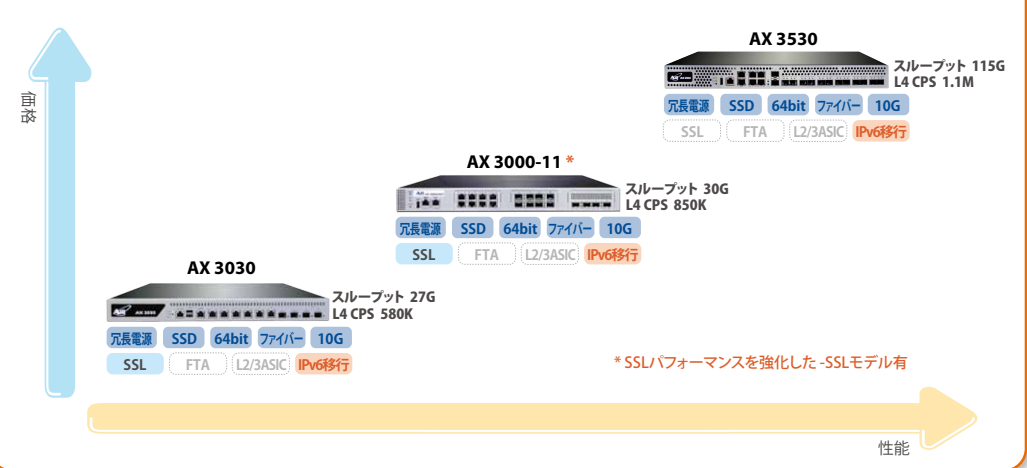 価格
AX 3530
スループット 115G
L4 CPS 1.1M
冗長電源 SSD 64bit ファイバー 10G
SSL FTA L2/3ASIC IPv6移行
AX 3000-11 *
スループット 30G
L4 CPS 850K
冗長電源 SSD 64bit ファイバー 10G
SSL FTA L2/3ASIC IPv6移行
AX 3030
スループット 27G
L4 CPS 580K
冗長電源 SSD 64bit ファイバー 10G
SSL FTA L2/3ASIC IPv6移行
* SSLパフォーマンスを強化した -SSLモデル有
性能